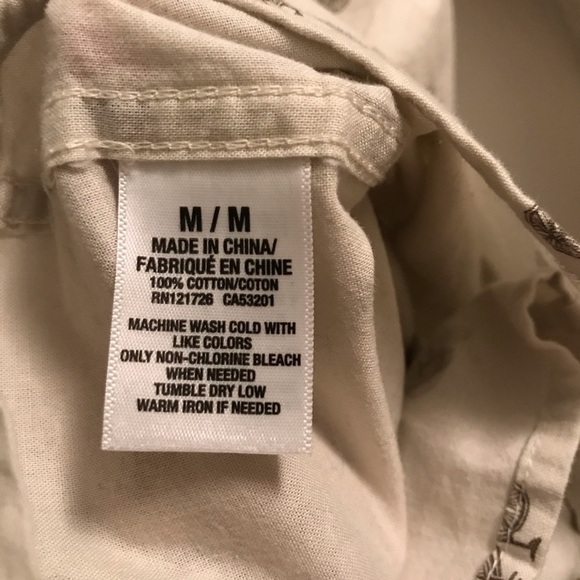 M / M
MADE IN CHINA/
FABRIQUÉ EN CHINE
100% COTTON/COTON
RN121726 CA53201
MACHINE WASH COLD WITH
LIKE COLORS
ONLY NON-CHLORINE BLEACH
WHEN NEEDED
TUMBLE DRY LOW
WARM IRON IF NEEDED